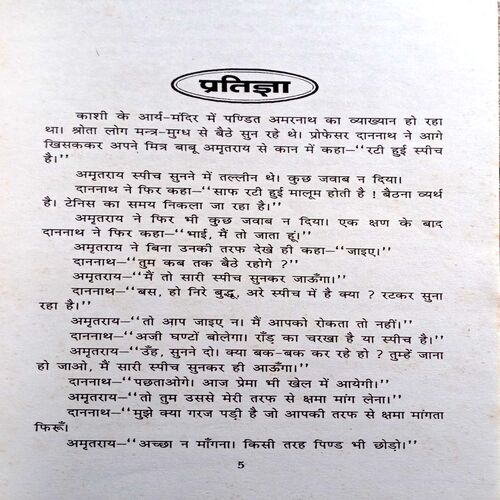 प्रतिज्ञा
काशी के आर्य-मंदिर में पण्डित अमरनाथ का व्याख्यान हो रहा
था। श्रोता लोग मन्त्र-मुग्ध से बैठे सुन रहे थे। प्रोफेसर दाननाथ ने आगे
खिसककर अपने मित्र बाबू अमृतराय से कान में कहा–‘‘रटी हुई स्पीच
है।’’
अमृतराय स्पीच सुनने में तल्लीन थे। कुछ जवाब न दिया।
दाननाथ ने फिर कहा–‘‘साफ रटी हुई मालूम होती है ! बैठना व्यर्थ
है। टेनिस का समय निकला जा रहा है।’’
अमृतराय ने फिर भी कुछ जवाब न दिया। एक क्षण के बाद
दाननाथ ने फिर कहा–‘‘भाई, मैं तो जाता हूं।’’
अमृतराय ने बिना उनकी तरफ देखे ही कहा–‘‘जाइए।’’
दाननाथ–‘‘तुम कब तक बैठे रहोगे ?’’
अमृतराय–‘‘मैं तो सारी स्पीच सुनकर जाऊँगा।’’
दाननाथ–‘‘बस, हो निरे बुद्धू, अरे स्पीच में है क्या ? रटकर सुना
रहा है।’’
अमृतराय–‘‘तो आप जाइए न। मैं आपको रोकता तो नहीं।’’
दाननाथ–‘‘अजी घण्टों बोलेगा। राँड़ का चरखा है या स्पीच है।’’
अमृतराय–‘‘उँह, सुनने दो। क्या बक-बक कर रहे हो ? तुम्हें जाना
हो जाओ, मैं सारी स्पीच सुनकर ही आऊँगा।’’
दाननाथ–‘‘पछताओगे। आज प्रेमा भी खेल में आयेगी।’’
अमृतराय–‘‘तो तुम उससे मेरी तरफ से क्षमा मांग लेना।’’
दाननाथ–‘‘मुझे क्या गरज पड़ी है जो आपकी तरफ से क्षमा मांगता
फिरूँ।
अमृतराय–‘‘अच्छा न माँगना। किसी तरह पिण्ड भी छोड़ो।’’
5